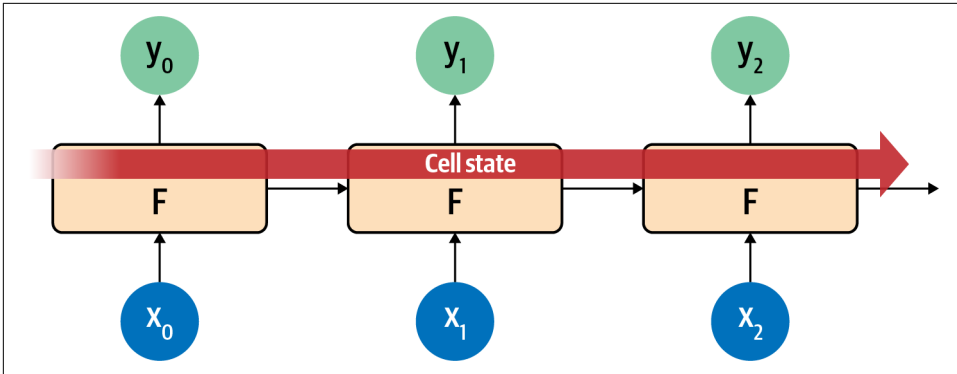 y₀ y₁ y₂
Cell state
F F F
x₀ x₁ x₂